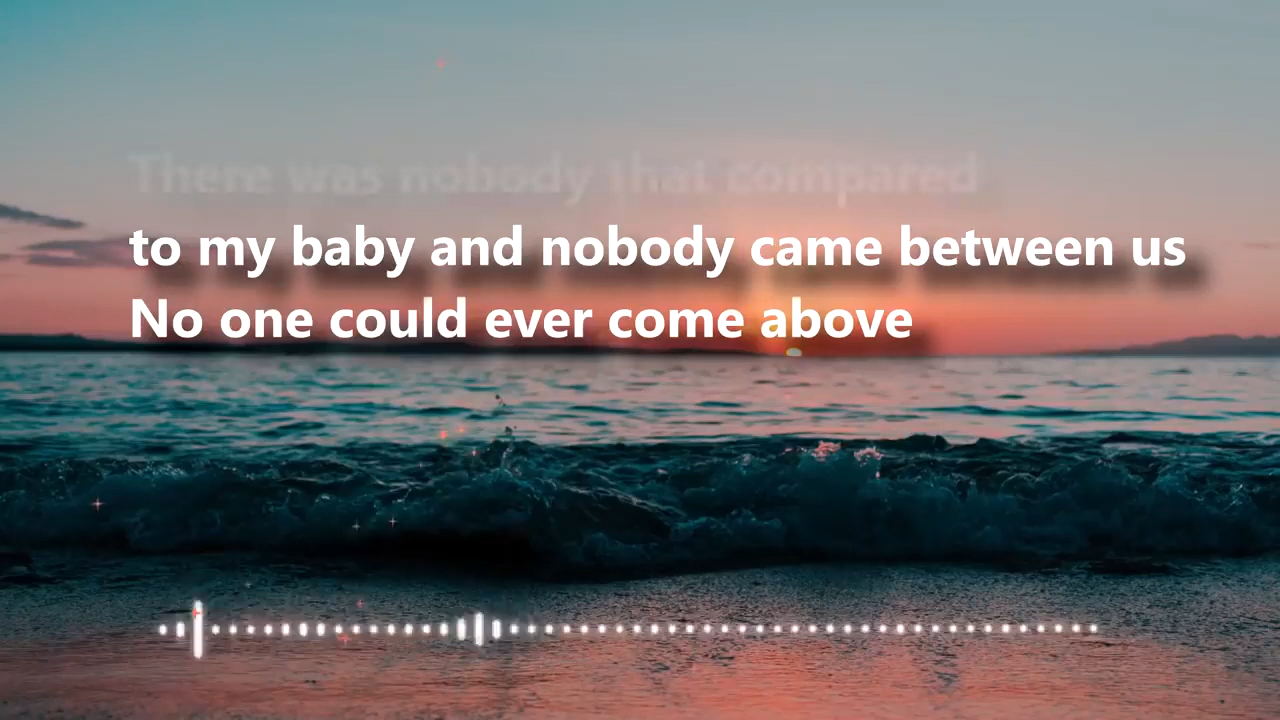 There was nobody that compared
to my baby and nobody came between us
No one could ever come above